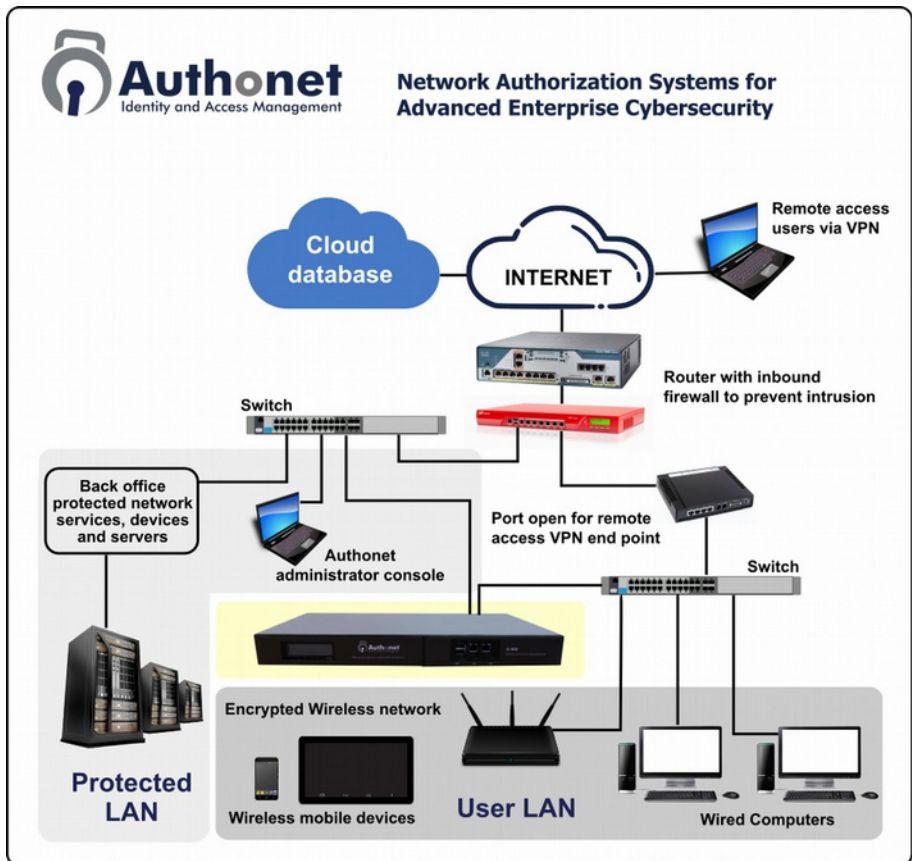 Authonet
Identity and Access Management
Network Authorization Systems for
Advanced Enterprise Cybersecurity
Cloud
database
INTERNET
Remote access
users via VPN
Router with inbound
firewall to prevent intrusion
Switch
Back office
protected network
services, devices
and servers
Authonet
administrator console
Port open for remote
access VPN end point
Switch
Authonet
Encrypted Wireless network
Wireless mobile devices
Protected
LAN
User LAN
Wired Computers